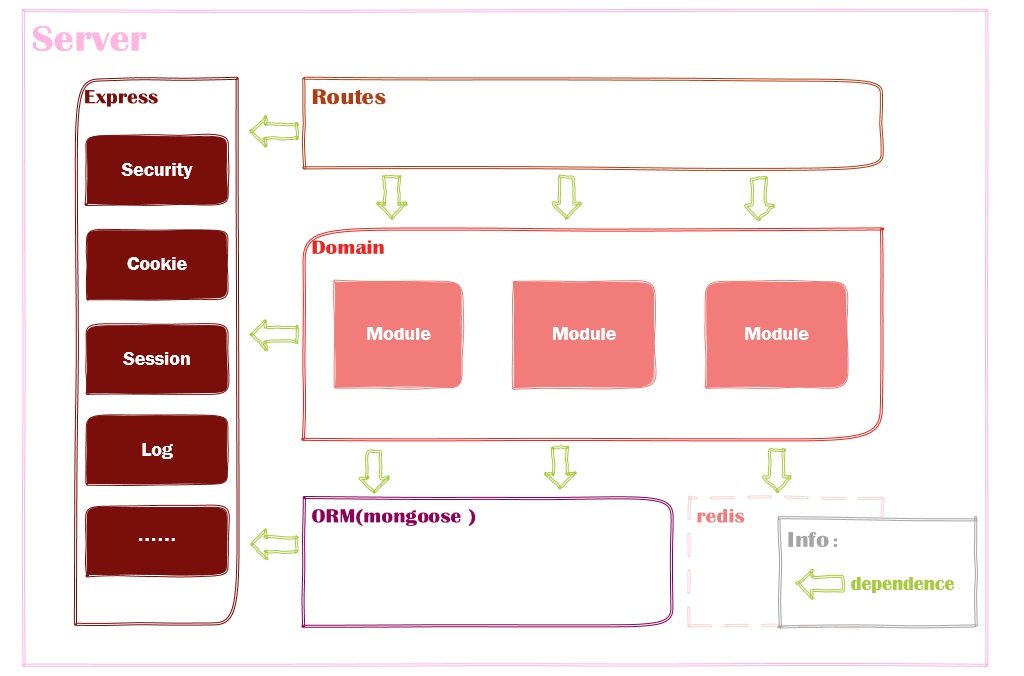 Server
Express
Security
Cookie
Session
Log
......
Routes
Domain
Module
Module
Module
ORM(mongoose )
redis
Info :
dependence